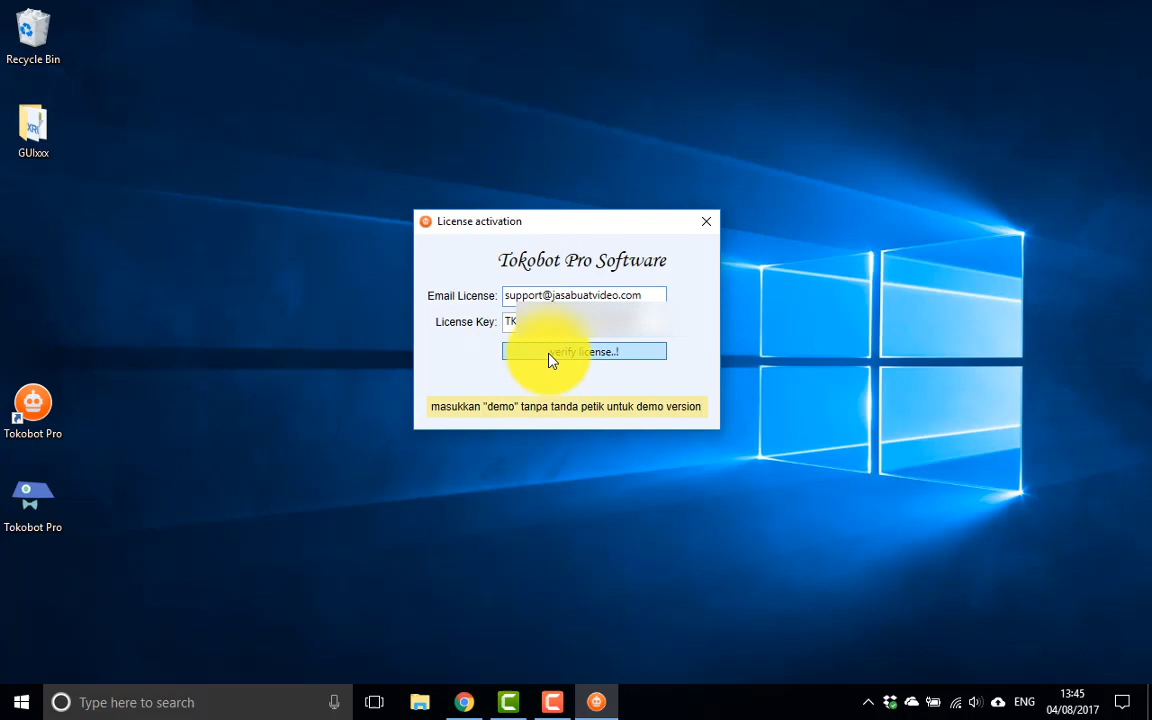 Recycle Bin
XRC
GUIxxx
License activation
Tokobot Pro Software
Email License: support@jasabuatvideo.com
License Key: TK
verify license..!
masukkan "demo" tanpa tanda petik untuk demo version
Tokobot Pro
Tokobot Pro
Type here to search
ENG
13:45
04/08/2017